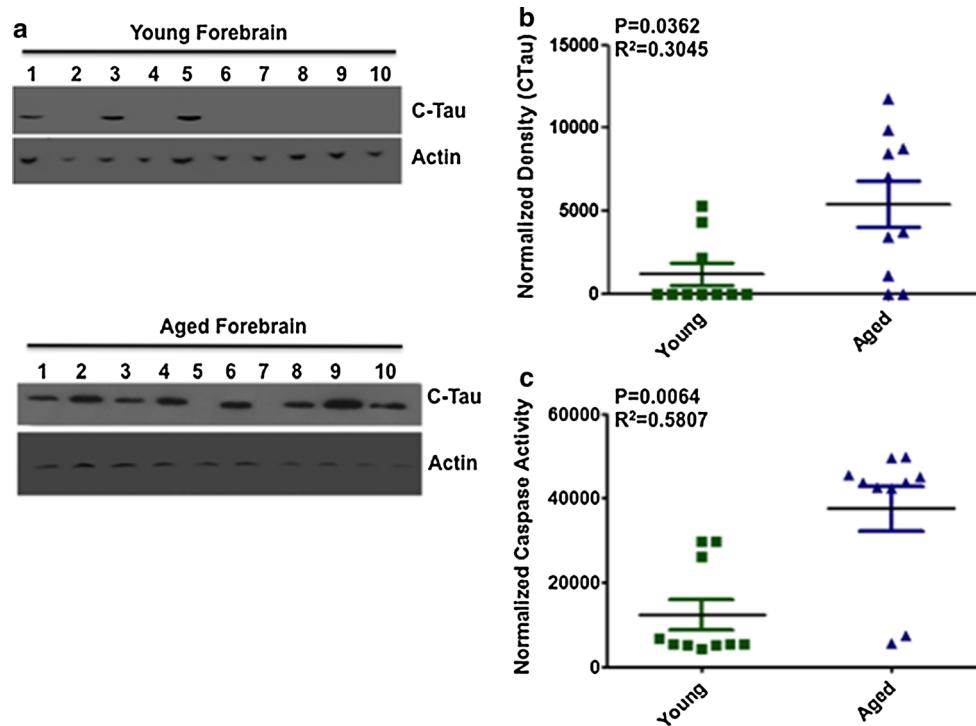 a
Young Forebrain
1 2 3 4 5 6 7 8 9 10
C-Tau
Actin
Aged Forebrain
1 2 3 4 5 6 7 8 9 10
C-Tau
Actin
b
P=0.0362
R²=0.3045
Normalized Density (CTau)
15000
10000
5000
0
Young
Aged
c
P=0.0064
R²=0.5807
Normalized Caspase Activity
60000
40000
20000
0
Young
Aged